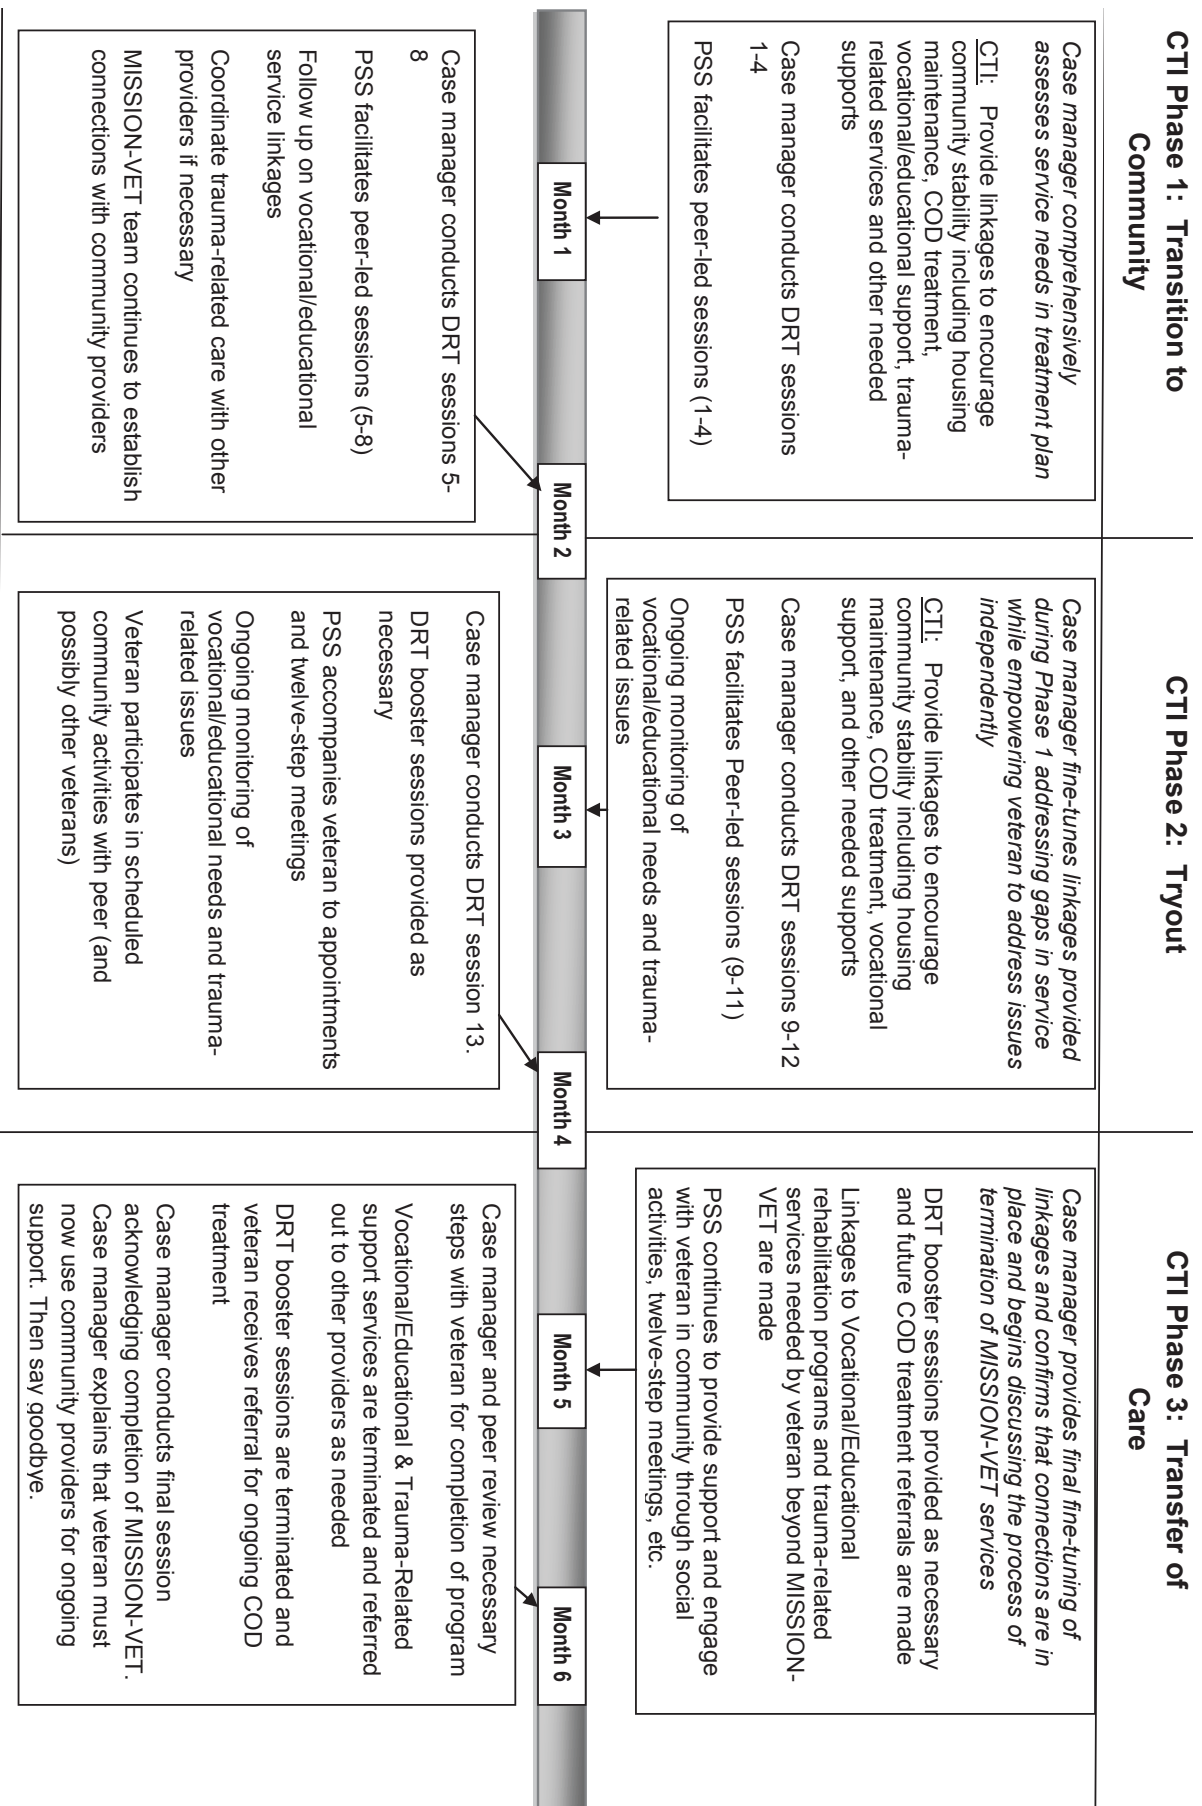 CTI Phase 1:  Transition to
Community
Case manager comprehensively
assesses service needs in treatment plan
CTI:  Provide linkages to encourage
community stability including housing
maintenance, COD treatment,
vocational/educational support, trauma-
related services and other needed
supports
Case manager conducts DRT sessions
1-4
PSS facilitates peer-led sessions (1-4)
Month 1
Case manager conducts DRT sessions 5-
8
PSS facilitates peer-led sessions (5-8)
Follow up on vocational/educational
service linkages
Coordinate trauma-related care with other
providers if necessary
MISSION-VET team continues to establish
connections with community providers
Month 2
CTI Phase 2:  Tryout
Case manager fine-tunes linkages provided
during Phase 1 addressing gaps in service
while empowering veteran to address issues
independently
CTI:  Provide linkages to encourage
community stability including housing
maintenance, COD treatment, vocational
support, and other needed supports
Case manager conducts DRT sessions 9-12
PSS facilitates Peer-led sessions (9-11)
Ongoing monitoring of
vocational/educational needs and trauma-
related issues
Month 3
Case manager conducts DRT session 13.
DRT booster sessions provided as
necessary
PSS accompanies veteran to appointments
and twelve-step meetings
Ongoing monitoring of
vocational/educational needs and trauma-
related issues
Veteran participates in scheduled
community activities with peer (and
possibly other veterans)
Month 4
CTI Phase 3:  Transfer of
Care
Case manager provides final fine-tuning of
linkages and confirms that connections are in
place and begins discussing the process of
termination of MISSION-VET services
DRT booster sessions provided as necessary
and future COD treatment referrals are made
Linkages to Vocational/Educational
rehabilitation programs and trauma-related
services needed by veteran beyond MISSION-
VET are made
PSS continues to provide support and engage
with veteran in community through social
activities, twelve-step meetings, etc.
Month 5
Case manager and peer review necessary
steps with veteran for completion of program
Vocational/Educational & Trauma-Related
support services are terminated and referred
out to other providers as needed
DRT booster sessions are terminated and
veteran receives referral for ongoing COD
treatment
Case manager conducts final session
acknowledging completion of MISSION-VET.
Case manager explains that veteran must
now use community providers for ongoing
support. Then say goodbye.
Month 6